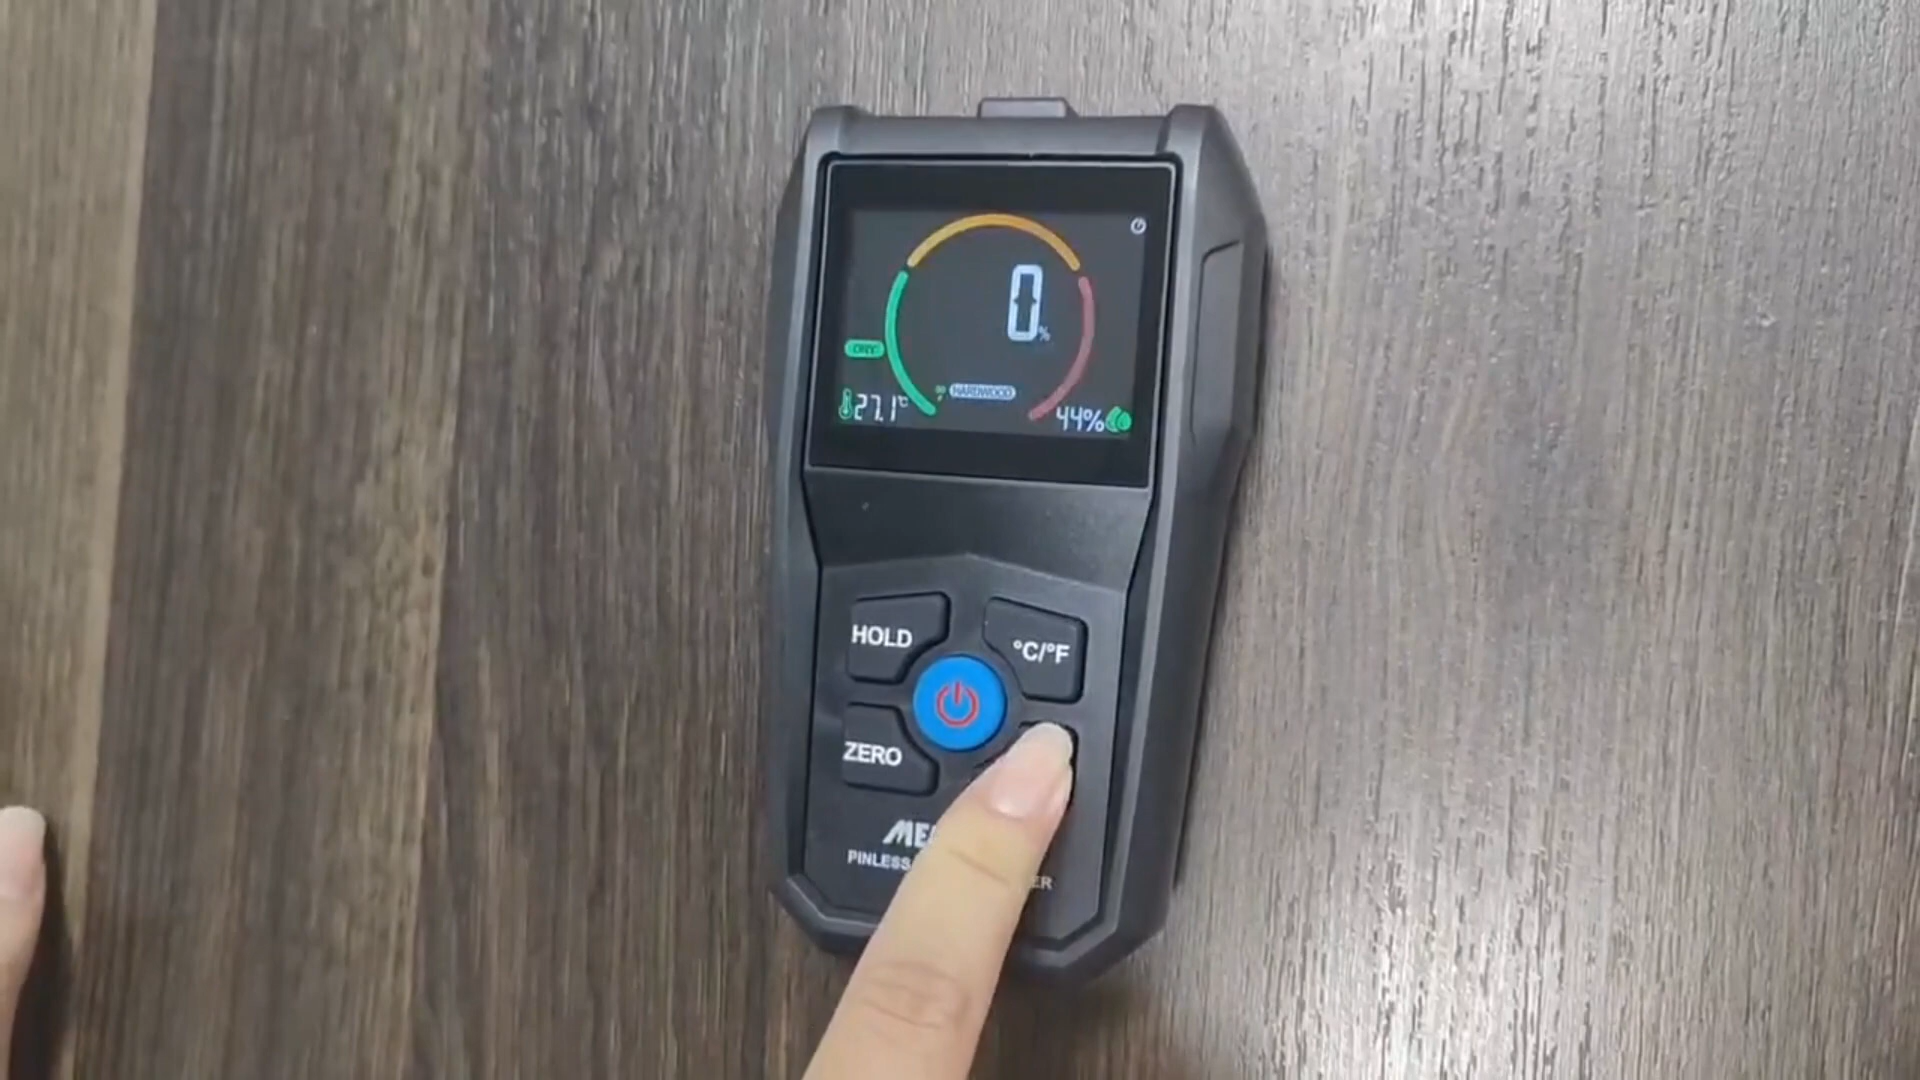 0%
DRY
HARDWOOD
27.1°C
44%
HOLD
°C/°F
ZERO
PINLESS